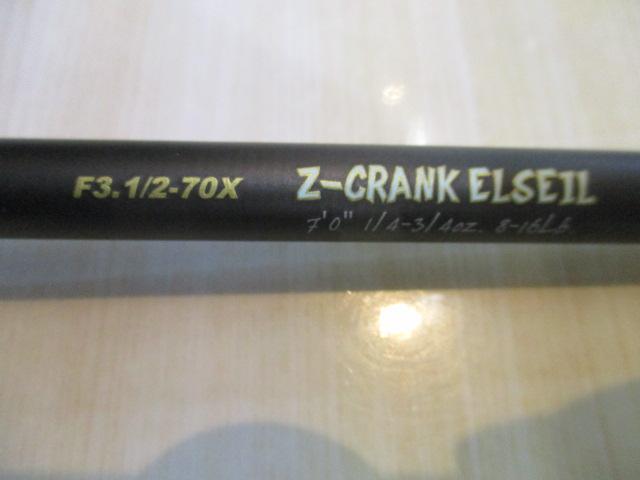 F3.1/2-70X Z-CRANK ELSEIL
7'0" 1/4-3/4oz. 8-16Lb.